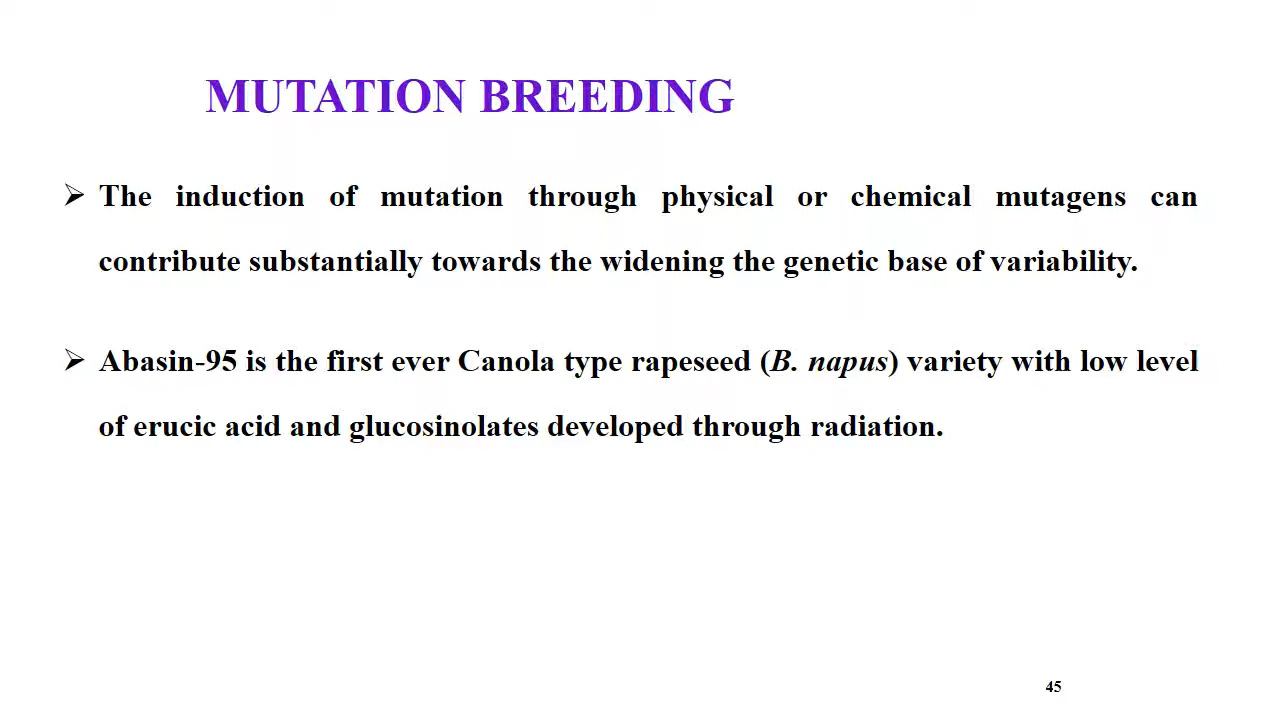 MUTATION BREEDING
➢ The induction of mutation through physical or chemical mutagens can
contribute substantially towards the widening the genetic base of variability.
➢ Abasin-95 is the first ever Canola type rapeseed (B. napus) variety with low level
of erucic acid and glucosinolates developed through radiation.
45